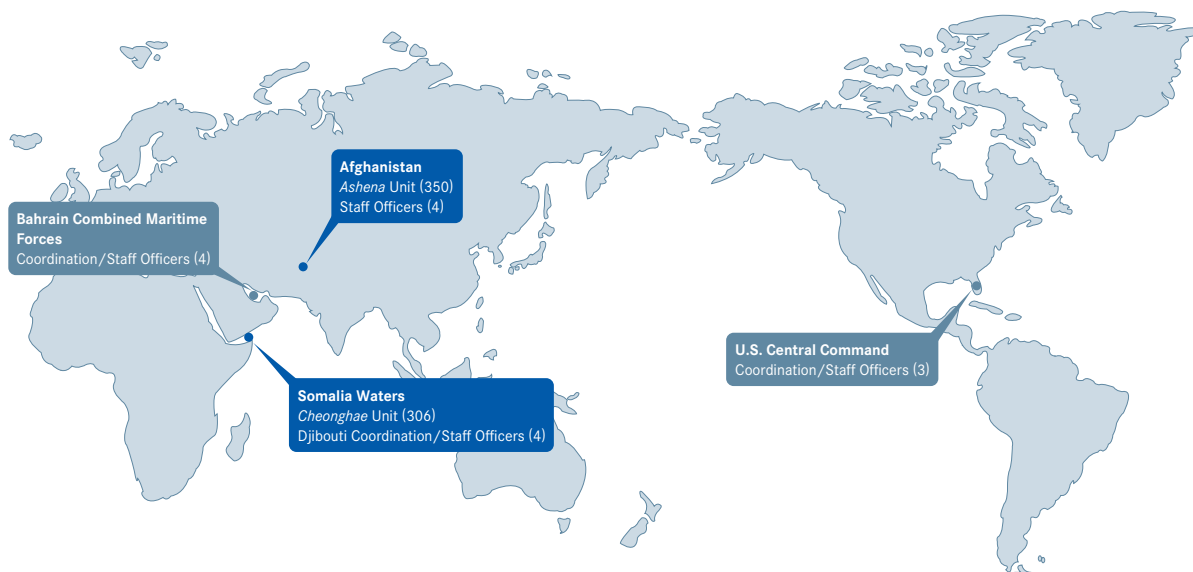 Afghanistan
Ashena Unit (350)
Staff Officers (4)
Bahrain Combined Maritime
Forces
Coordination/Staff Officers (4)
U.S. Central Command
Coordination/Staff Officers (3)
Somalia Waters
Cheonghae Unit (306)
Djibouti Coordination/Staff Officers (4)